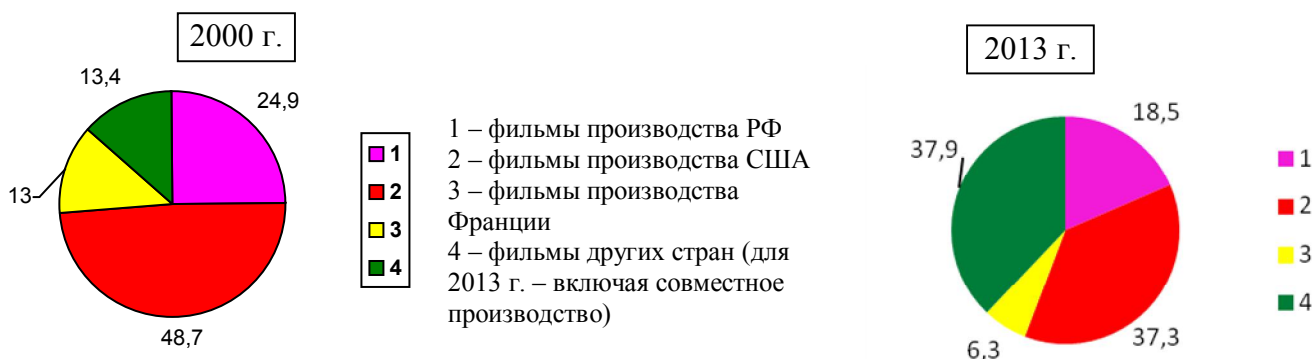 2000 г.
13,4
24,9
13
48,7
1
2
3
4
1 – фильмы производства РФ
2 – фильмы производства США
3 – фильмы производства
Франции
4 – фильмы других стран (для
2013 г. – включая совместное
производство)
2013 г.
18,5
37,9
37,3
6,3
1
2
3
4